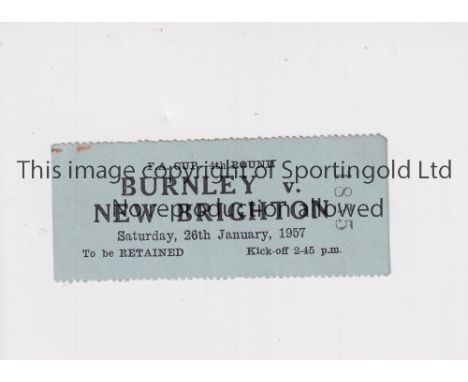 F.A. CUP 4th ROUND
This image copyright of Sportingold Ltd
BURNLEY v.
No reproduction allowed
NEW BRIGHTON
Saturday, 26th January, 1957
To be RETAINED Kick-off 2-45 p.m.